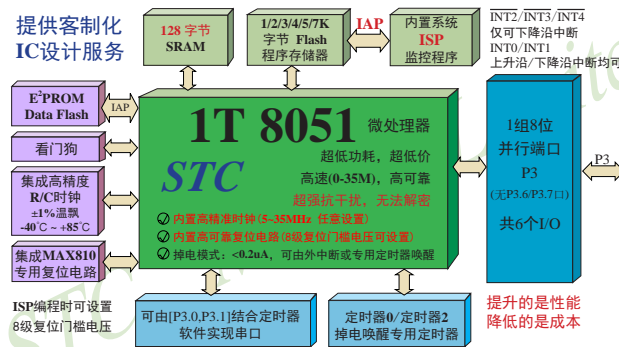 提供客制化
IC设计服务
128 字节
SRAM
1/2/3/4/5/7K
字节 Flash
程序存储器
IAP
内置系统
ISP
监控程序
INT2/INT3/INT4
仅可下降沿中断
INT0/INT1
上升沿/下降沿中断均可
E²PROM
Data Flash
IAP
看门狗
集成高精度
R/C时钟
±1%温飘
-40℃ ~ +85℃
集成MAX810
专用复位电路
ISP编程时可设置
8级复位门槛电压
1T 8051 微处理器
STC
超低功耗，超低价
高速(0-35M)，高可靠
超强抗干扰，无法解密
内置高精准时钟(5~35MHz 任意设置)
内置高可靠复位电路(8级复位门槛电压可设置)
掉电模式：<0.2uA，可由外中断或专用定时器唤醒
1组8位
并行端口
P3
(无P3.6/P3.7口)
共6个I/O
P3
可由[P3.0,P3.1]结合定时器
软件实现串口
定时器0/定时器2
掉电唤醒专用定时器
提升的是性能
降低的是成本